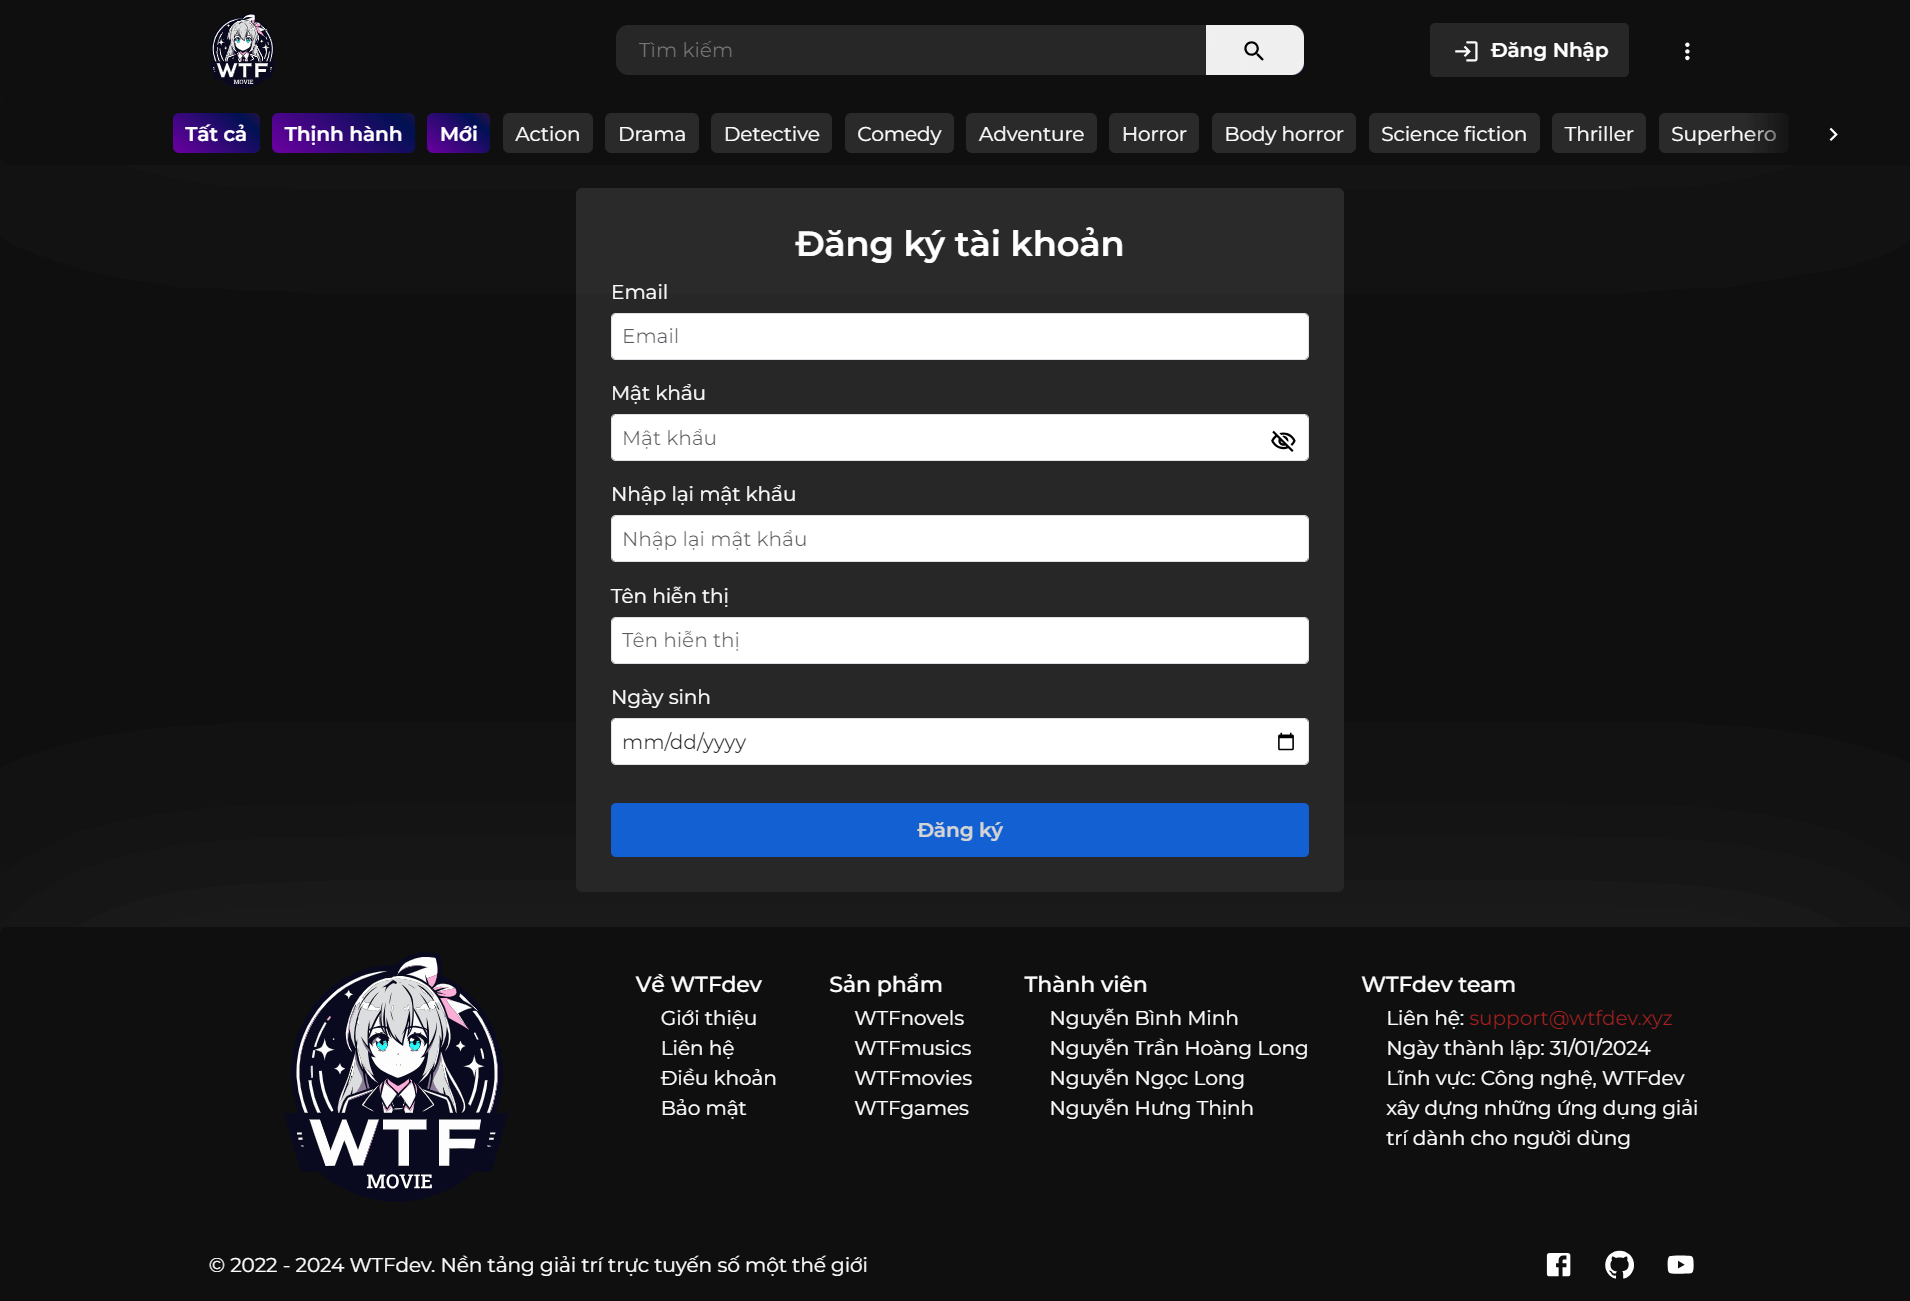 WTF
MOVIE
Tìm kiếm
Đăng Nhập
Tất cả
Thịnh hành
Mới
Action
Drama
Detective
Comedy
Adventure
Horror
Body horror
Science fiction
Thriller
Superhero
Đăng ký tài khoản
Email
Email
Mật khẩu
Mật khẩu
Nhập lại mật khẩu
Nhập lại mật khẩu
Tên hiễn thị
Tên hiễn thị
Ngày sinh
mm/dd/yyyy
Đăng ký
WTF
MOVIE
Về WTFdev
Giới thiệu
Liên hệ
Điều khoản
Bảo mật
Sản phẩm
WTFnovels
WTFmusics
WTFmovies
WTFgames
Thành viên
Nguyễn Bình Minh
Nguyễn Trần Hoàng Long
Nguyễn Ngọc Long
Nguyễn Hưng Thịnh
WTFdev team
Liên hệ: support@wtfdev.xyz
Ngày thành lập: 31/01/2024
Lĩnh vực: Công nghệ, WTFdev
xây dựng những ứng dụng giải
trí dành cho người dùng
© 2022 - 2024 WTFdev. Nền tảng giải trí trực tuyến số một thế giới